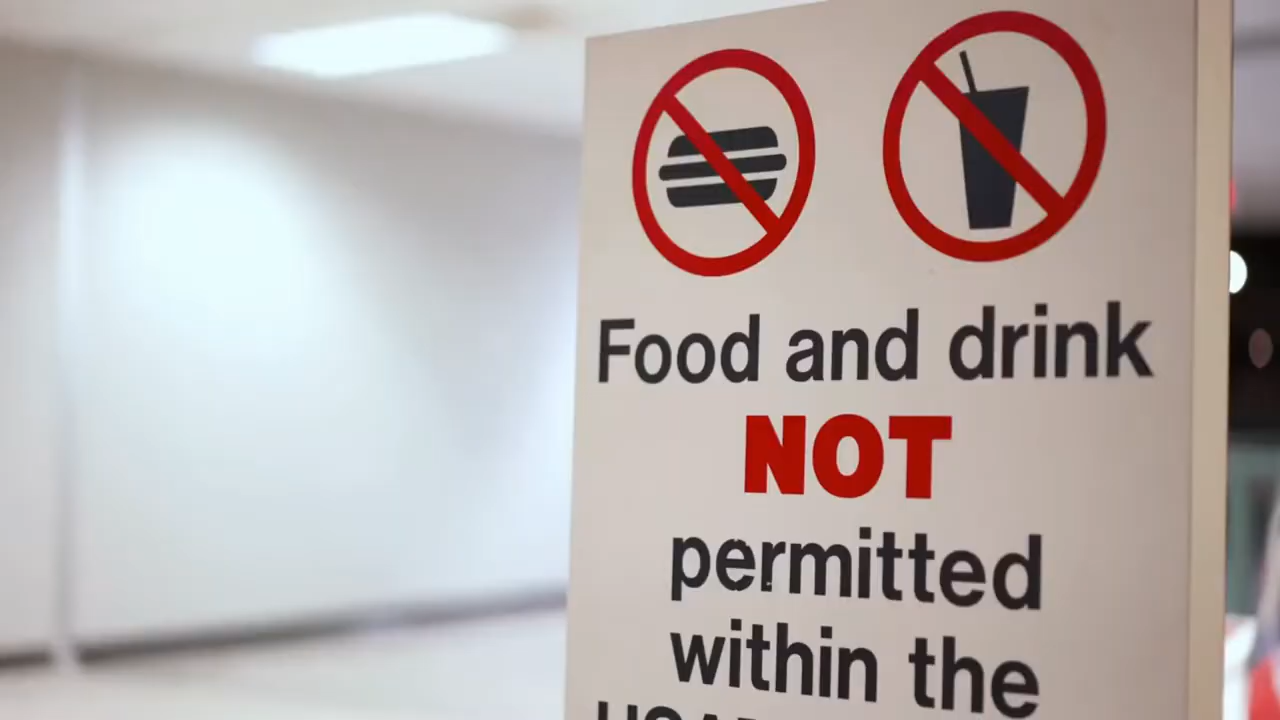 Food and drink
NOT
permitted
within the